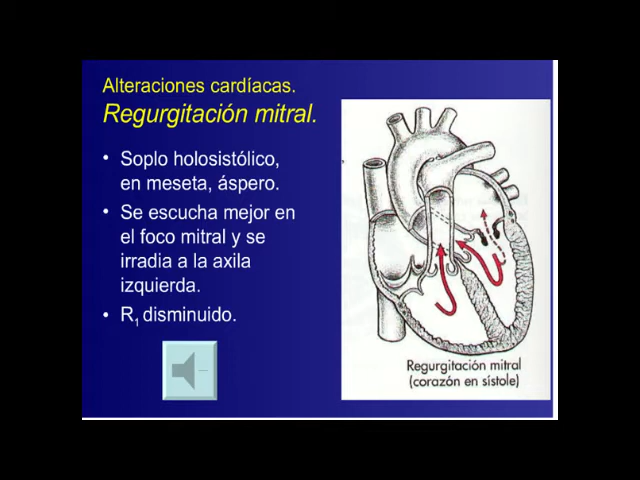 Alteraciones cardíacas.
Regurgitación mitral.
• Soplo holosistólico,
en meseta, áspero.
• Se escucha mejor en
el foco mitral y se
irradia a la axila
izquierda.
• R1 disminuido.
Regurgitación mitral
(corazón en sístole)